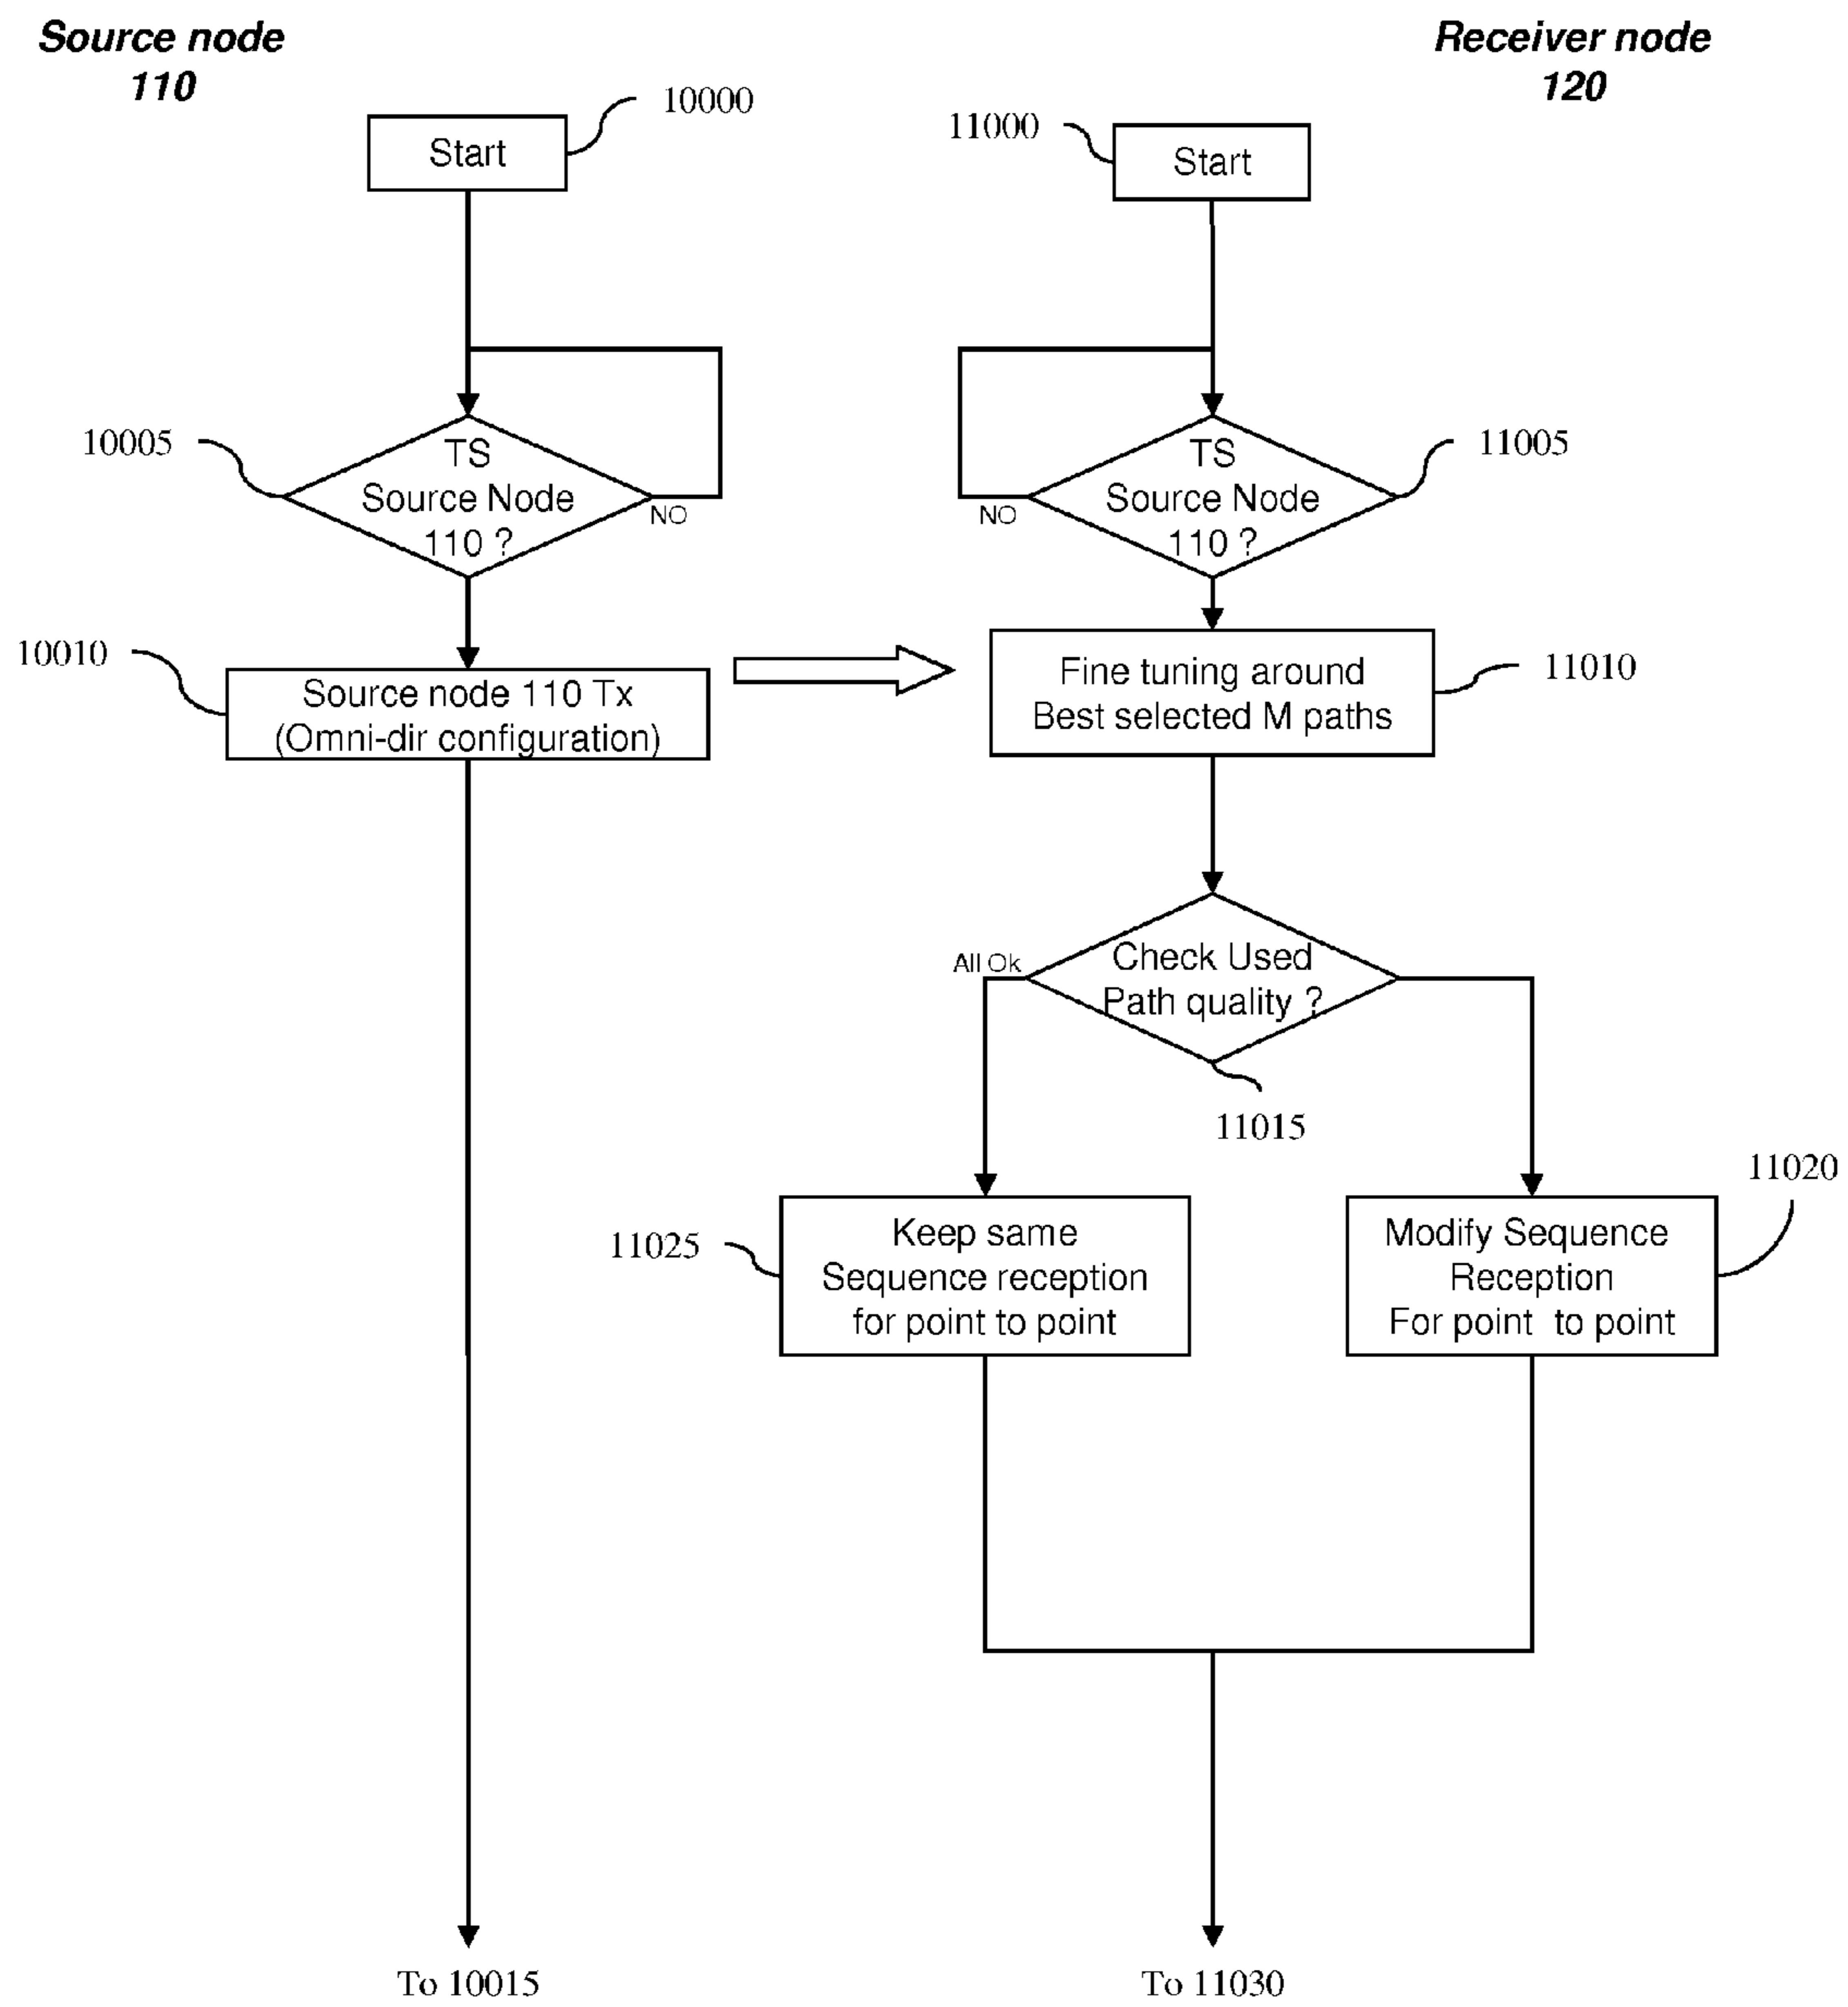 Source node
110
Receiver node
120
10000
Start
11000
Start
10005
TS
Source Node
110 ?
NO
TS
Source Node
110 ?
NO
11005
10010
Source node 110 Tx
(Omni-dir configuration)
Fine tuning around
Best selected M paths
11010
All Ok
Check Used
Path quality ?
11015
11020
11025
Keep same
Sequence reception
for point to point
Modify Sequence
Reception
For point to point
To 10015
To 11030